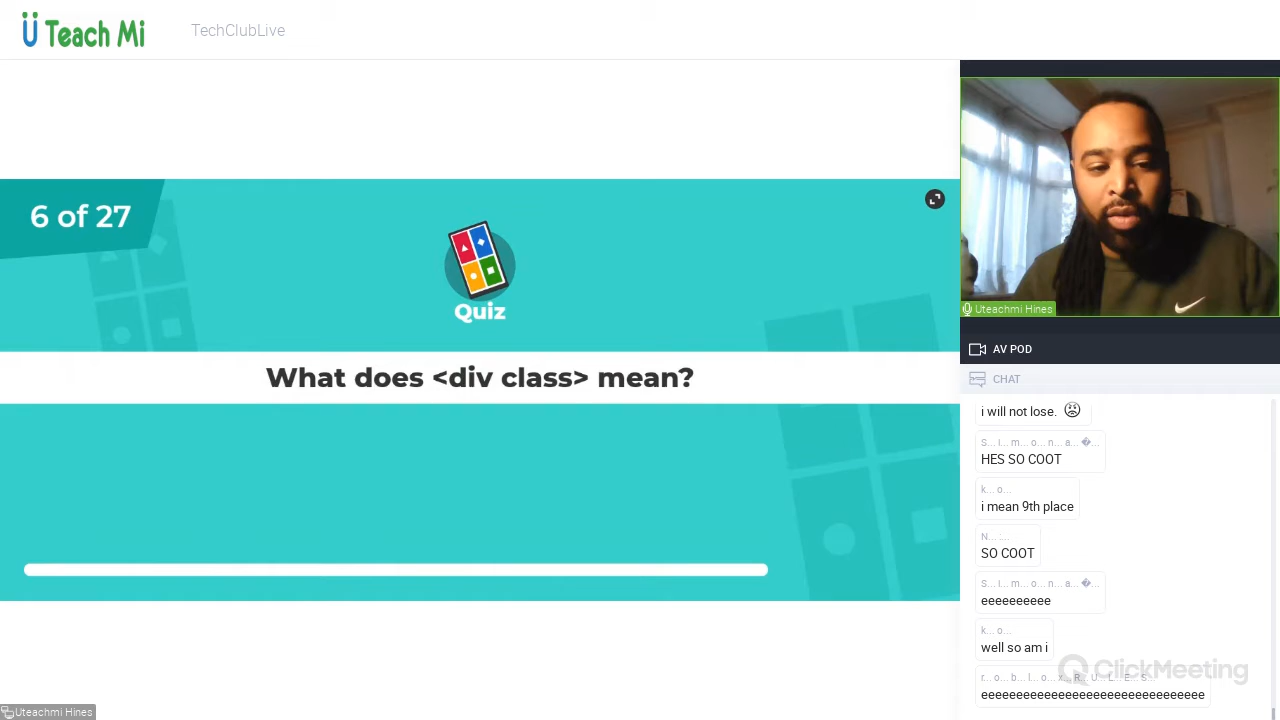 Ü Teach Mi
TechClubLive
6 of 27
Quiz
What does <div class> mean?
Uteachmi Hines
AV POD
CHAT
i will not lose. 😠
S... i... m... o... n... a... �...
HES SO COOT
k... o...
i mean 9th place
N... :...
SO COOT
S... i... m... o... n... a... �...
eeeeeeeeee
k... o...
well so am i
ClickMeeting
r... o... b... l... o... x... R... U... L... E... S...
eeeeeeeeeeeeeeeeeeeeeeeeeeeeeeee
Uteachmi Hines